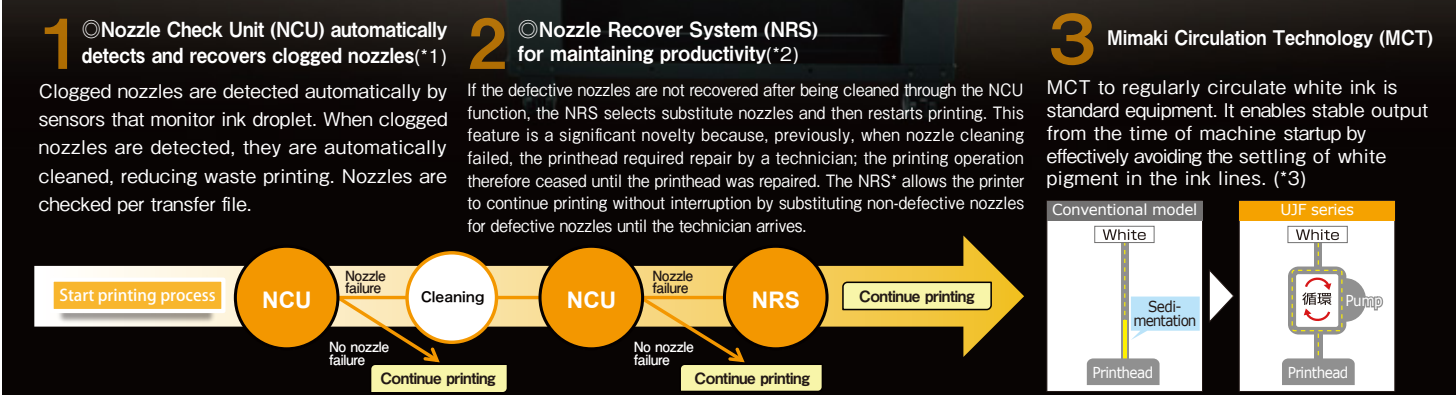 1
◎Nozzle Check Unit (NCU) automatically
detects and recovers clogged nozzles(*1)
Clogged nozzles are detected automatically by
sensors that monitor ink droplet. When clogged
nozzles are detected, they are automatically
cleaned, reducing waste printing. Nozzles are
checked per transfer file.
2
◎Nozzle Recover System (NRS)
for maintaining productivity(*2)
If the defective nozzles are not recovered after being cleaned through the NCU
function, the NRS selects substitute nozzles and then restarts printing. This
feature is a significant novelty because, previously, when nozzle cleaning
failed, the printhead required repair by a technician; the printing operation
therefore ceased until the printhead was repaired. The NRS* allows the printer
to continue printing without interruption by substituting non-defective nozzles
for defective nozzles until the technician arrives.
Start printing process
NCU
Nozzle
failure
Cleaning
NCU
Nozzle
failure
NRS
Continue printing
No nozzle
failure
Continue printing
No nozzle
failure
Continue printing
3
Mimaki Circulation Technology (MCT)
MCT to regularly circulate white ink is
standard equipment. It enables stable output
from the time of machine startup by
effectively avoiding the settling of white
pigment in the ink lines. (*3)
Conventional model
White
Sedi-
mentation
Printhead
UJF series
White
循環
Pump
Printhead